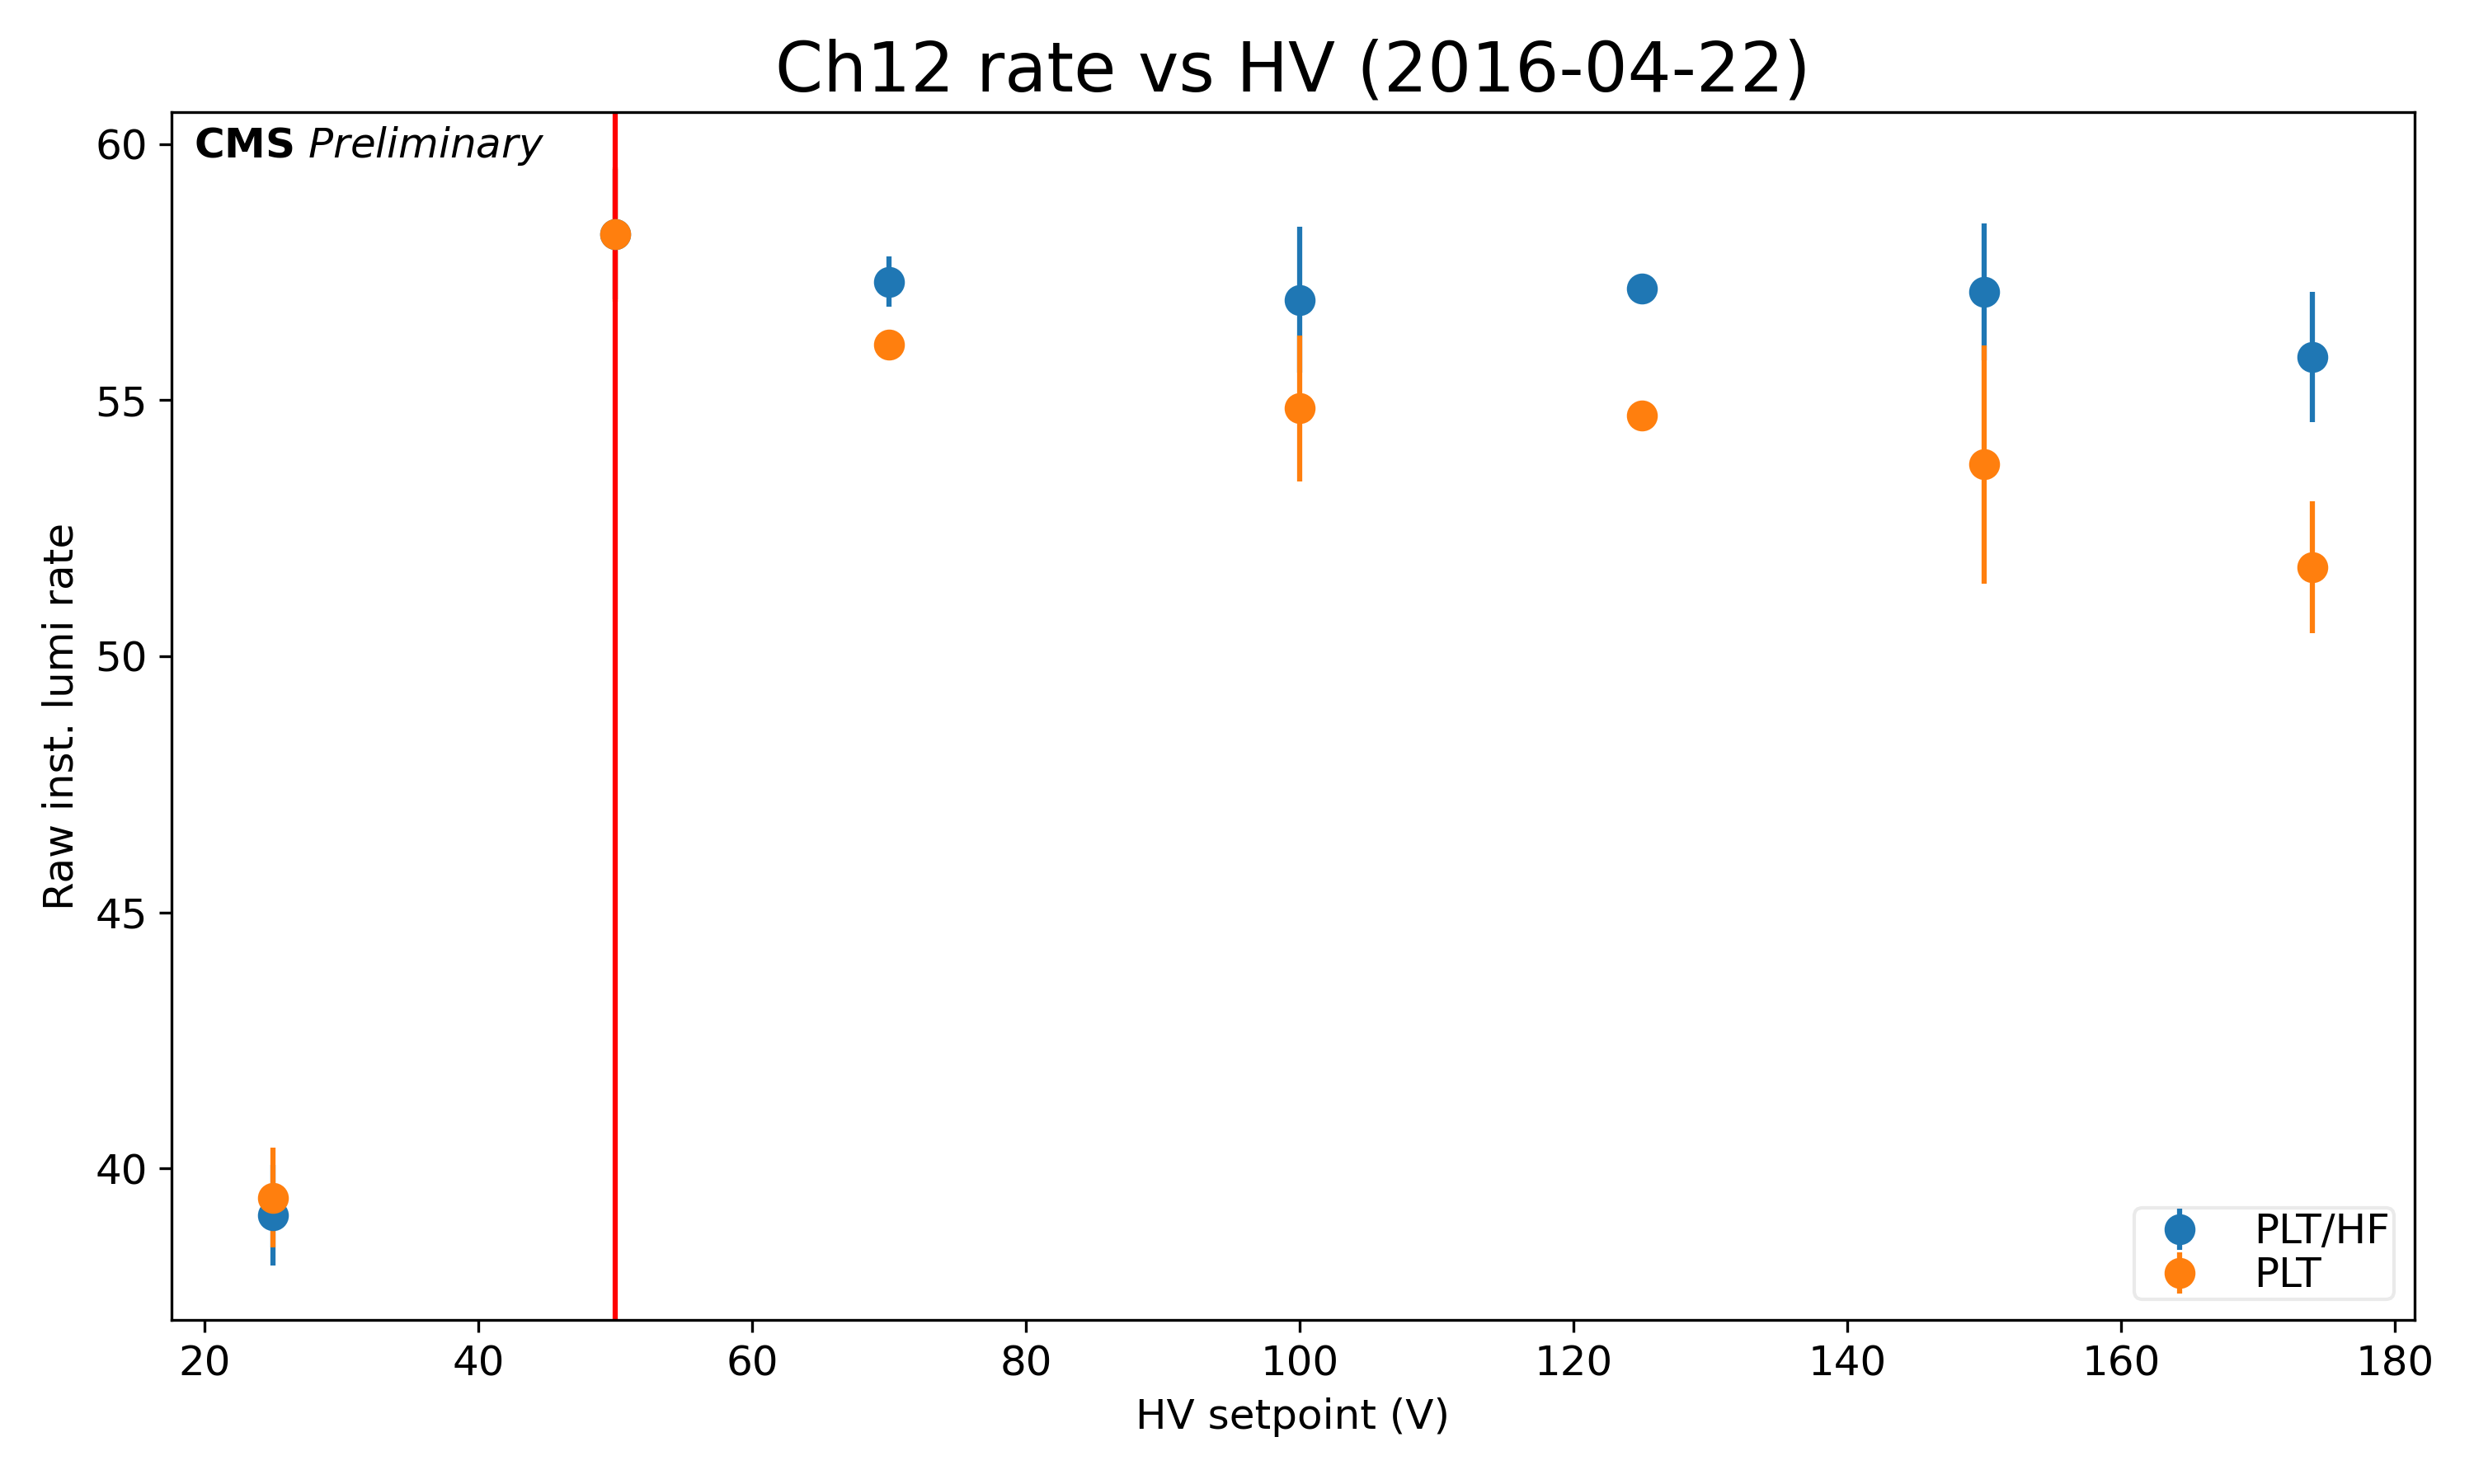 Ch12 rate vs HV (2016-04-22)
CMS Preliminary
Raw inst. lumi rate
60
55
50
45
40
PLT/HF
PLT
20 40 60 80 100 120 140 160 180
HV setpoint (V)